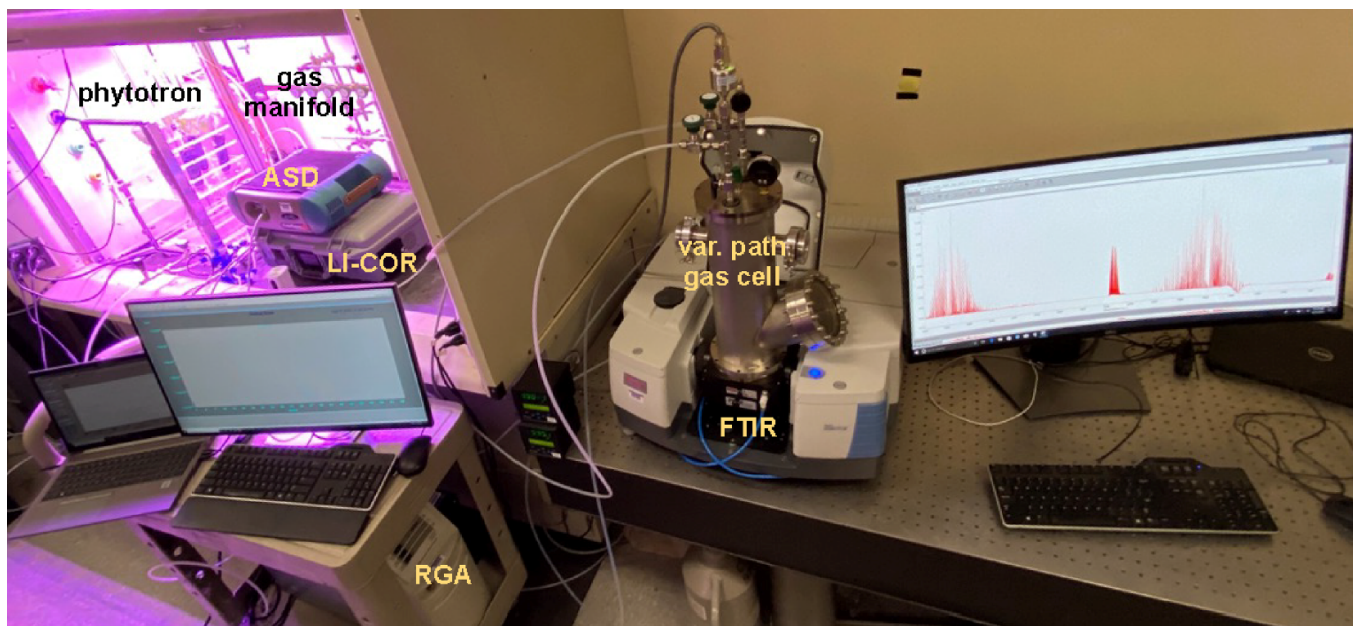 phytotron
gas
manifold
ASD
LI-COR
var. path
gas cell
FTIR
RGA